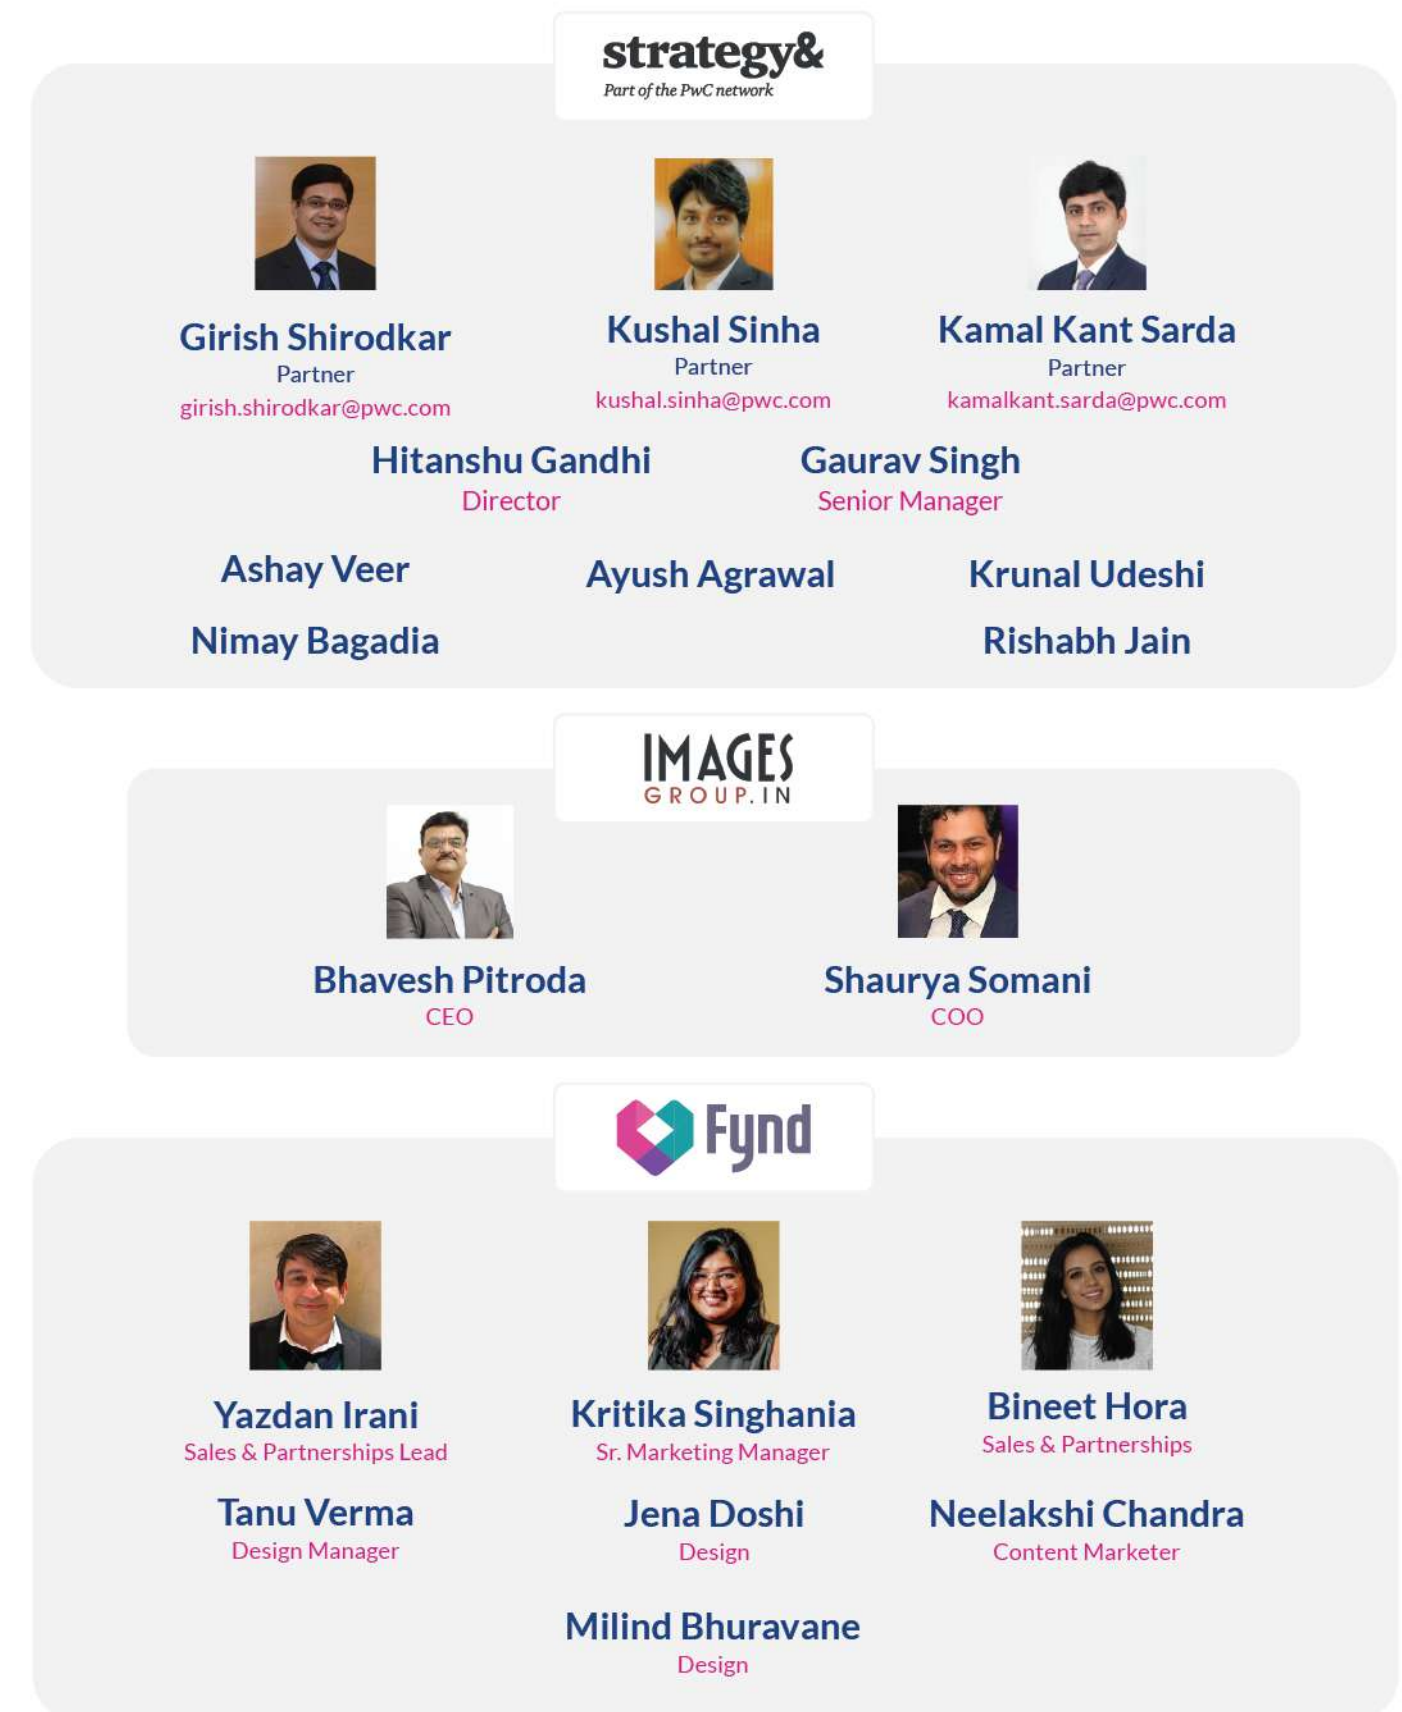 strategy&
Part of the PwC network
Girish Shirodkar
Partner
girish.shirodkar@pwc.com
Kushal Sinha
Partner
kushal.sinha@pwc.com
Kamal Kant Sarda
Partner
kamalkant.sarda@pwc.com
Hitanshu Gandhi
Director
Gaurav Singh
Senior Manager
Ashay Veer
Ayush Agrawal
Krunal Udeshi
Nimay Bagadia
Rishabh Jain
IMAGES
GROUP.IN
Bhavesh Pitroda
CEO
Shaurya Somani
COO
Fynd
Yazdan Irani
Sales & Partnerships Lead
Kritika Singhania
Sr. Marketing Manager
Bineet Hora
Sales & Partnerships
Tanu Verma
Design Manager
Jena Doshi
Design
Neelakshi Chandra
Content Marketer
Milind Bhuravane
Design